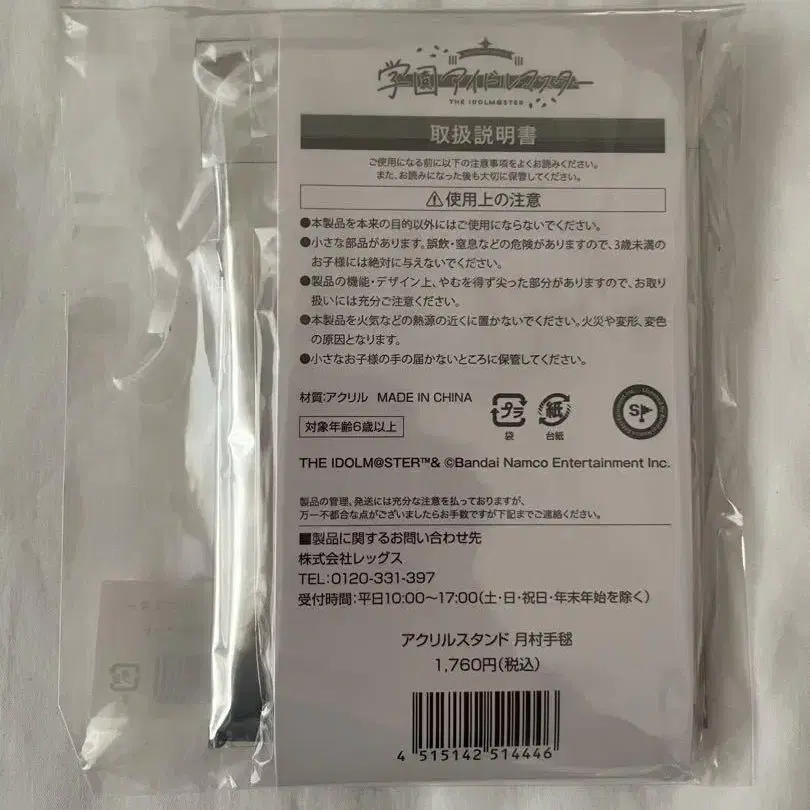 学園アイドルマスター
THE IDOLM@STER
取扱説明書
ご使用になる前に以下の注意事項をよくお読みください。
また、お読みになった後も大切に保管してください。
⚠使用上の注意
●本製品を本来の目的以外にはご使用にならないでください。
●小さな部品があります。誤飲・窒息などの危険がありますので、3歳未満の
お子様には絶対に与えないでください。
●製品の機能・デザイン上、やむを得ず尖った部分がありますので、お取り
扱いには充分ご注意ください。
●本製品を火気などの熱源の近くに置かないでください。火災や変形、変色
の原因となります。
●小さなお子様の手の届かないところに保管してください。
材質:アクリル MADE IN CHINA
対象年齢6歳以上
プラ
袋
紙
台紙
S
THE IDOLM@STER™& ©Bandai Namco Entertainment Inc.
製品の管理、発送には充分な注意を払っておりますが、
万一不都合な点がございましたらお手数ですが下記までご連絡ください。
■製品に関するお問い合わせ先
株式会社レッグス
TEL:0120-331-397
受付時間:平日10:00〜17:00(土・日・祝日・年末年始を除く)
アクリルスタンド 月村手毬
1,760円(税込)
4 515142 514446